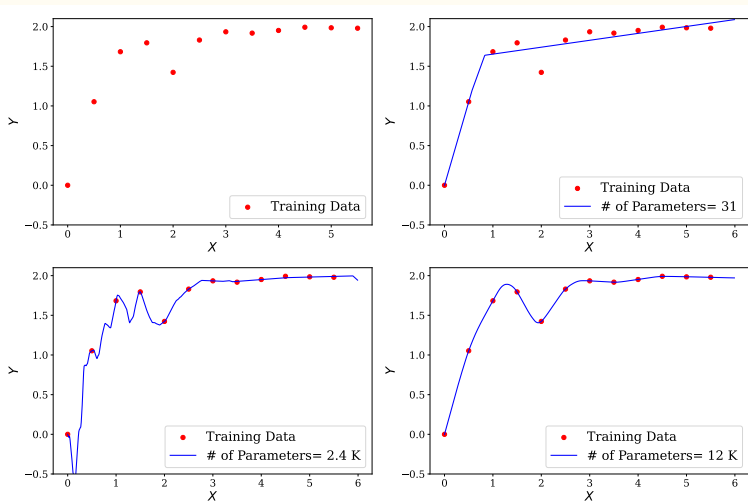 2.0
1.5
1.0
0.5
0.0
−0.5
Y
0 1 2 3 4 5
X
Training Data
2.0
1.5
1.0
0.5
0.0
−0.5
Y
0 1 2 3 4 5 6
X
Training Data
# of Parameters= 31
2.0
1.5
1.0
0.5
0.0
−0.5
Y
0 1 2 3 4 5 6
X
Training Data
# of Parameters= 2.4 K
2.0
1.5
1.0
0.5
0.0
−0.5
Y
0 1 2 3 4 5 6
X
Training Data
# of Parameters= 12 K